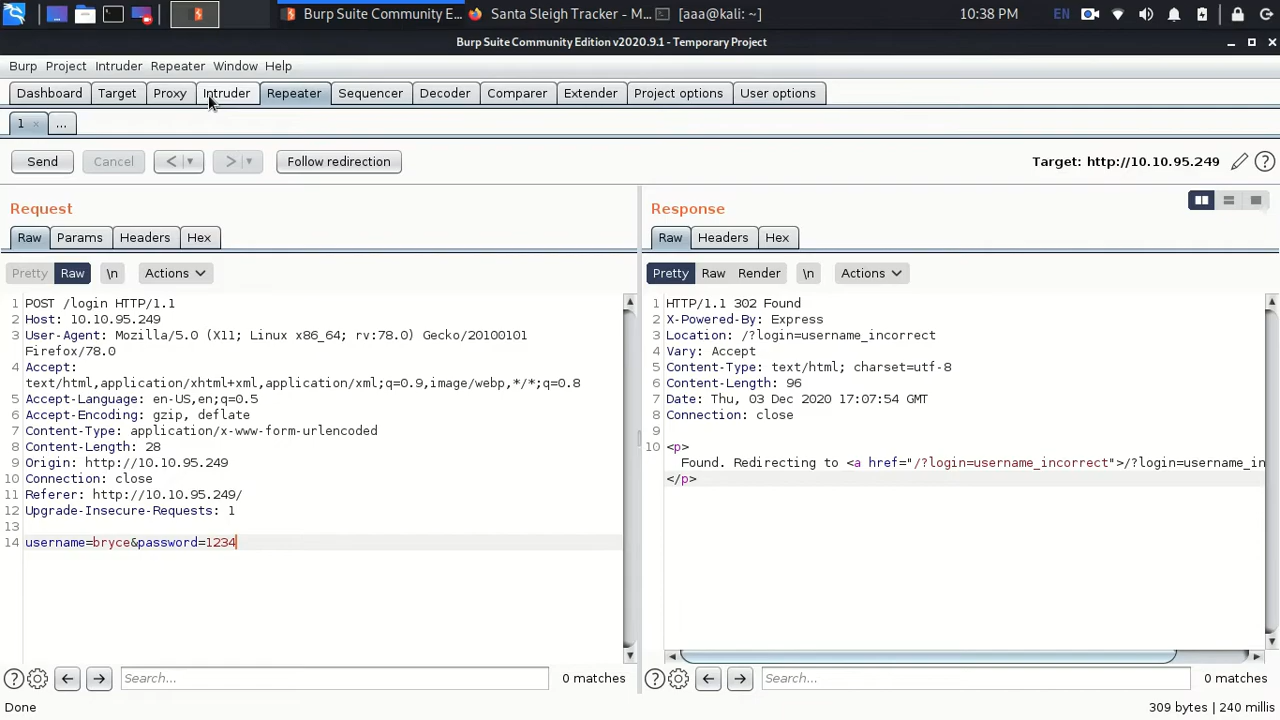 Burp Suite Community E... Santa Sleigh Tracker - M... [aaa@kali: ~] 10:38 PM EN
Burp Suite Community Edition v2020.9.1 - Temporary Project
Burp Project Intruder Repeater Window Help
Dashboard Target Proxy Intruder Repeater Sequencer Decoder Comparer Extender Project options User options
1 × ...
Send Cancel < ▼ > ▼ Follow redirection Target: http://10.10.95.249 ?
Request
Raw Params Headers Hex
Pretty Raw \n Actions
1 POST /login HTTP/1.1
2 Host: 10.10.95.249
3 User-Agent: Mozilla/5.0 (X11; Linux x86_64; rv:78.0) Gecko/20100101
Firefox/78.0
4 Accept:
text/html,application/xhtml+xml,application/xml;q=0.9,image/webp,*/*;q=0.8
5 Accept-Language: en-US,en;q=0.5
6 Accept-Encoding: gzip, deflate
7 Content-Type: application/x-www-form-urlencoded
8 Content-Length: 28
9 Origin: http://10.10.95.249
10 Connection: close
11 Referer: http://10.10.95.249/
12 Upgrade-Insecure-Requests: 1
13
14 username=bryce&password=1234
? Search... 0 matches
Response
Raw Headers Hex
Pretty Raw Render \n Actions
1 HTTP/1.1 302 Found
2 X-Powered-By: Express
3 Location: /?login=username_incorrect
4 Vary: Accept
5 Content-Type: text/html; charset=utf-8
6 Content-Length: 96
7 Date: Thu, 03 Dec 2020 17:07:54 GMT
8 Connection: close
9
10 <p>
Found. Redirecting to <a href="/?login=username_incorrect">/?login=username_in
</p>
? Search... 0 matches
Done 309 bytes | 240 millis